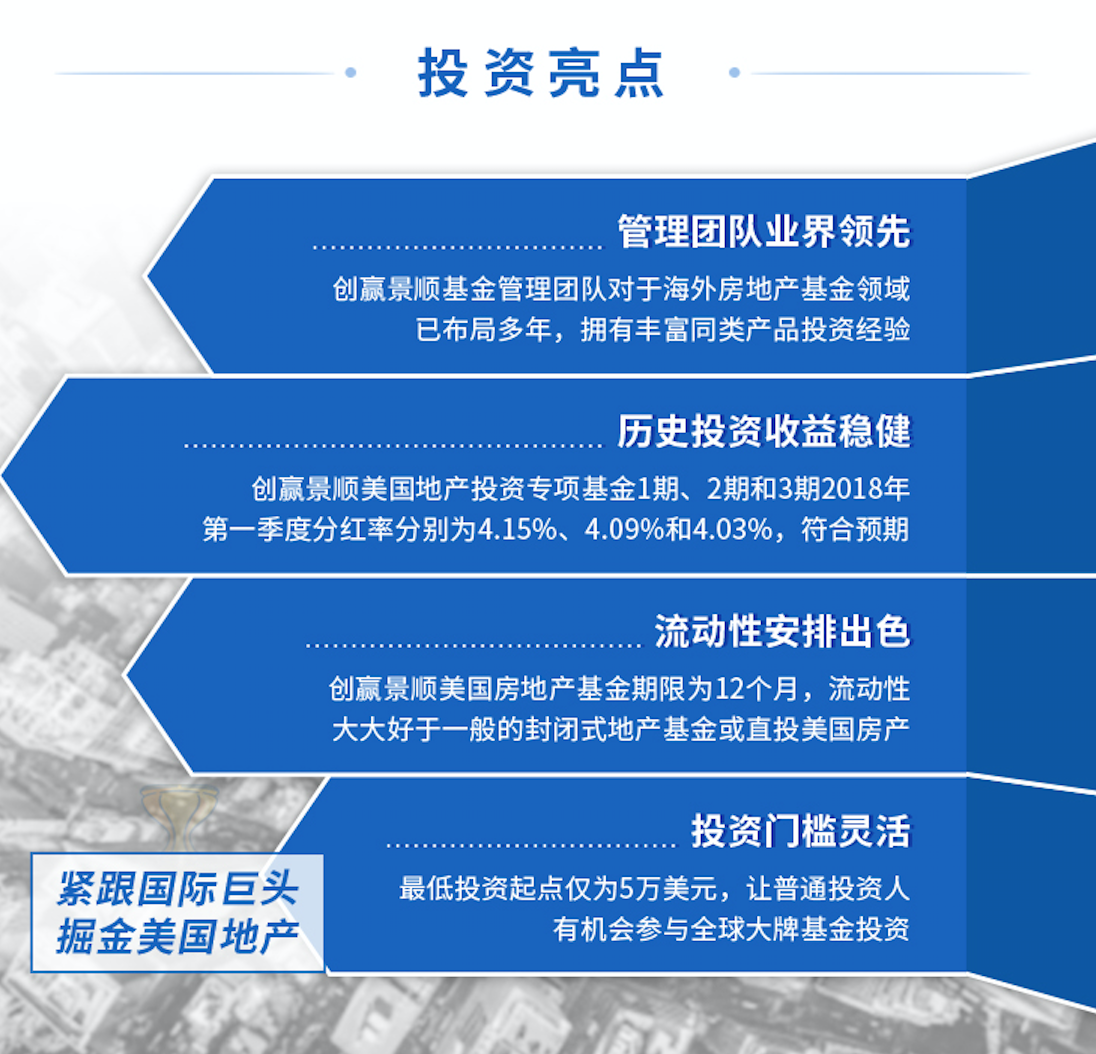 投资亮点
管理团队业界领先
创赢景顺基金管理团队对于海外房地产基金领域
已布局多年，拥有丰富同类产品投资经验
历史投资收益稳健
创赢景顺美国地产投资专项基金1期、2期和3期2018年
第一季度分红率分别为4.15%、4.09%和4.03%，符合预期
流动性安排出色
创赢景顺美国房地产基金期限为12个月，流动性
大大好于一般的封闭式地产基金或直投美国房产
投资门槛灵活
最低投资起点仅为5万美元，让普通投资人
有机会参与全球大牌基金投资
紧跟国际巨头
掘金美国地产